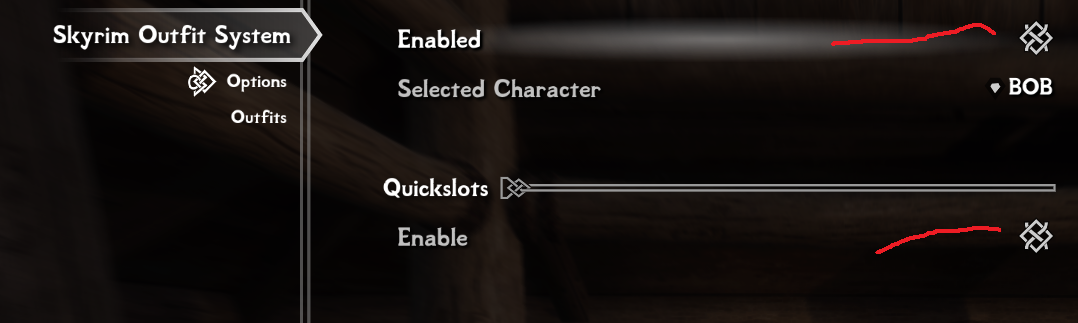 Skyrim Outfit System
Options
Outfits
Enabled
Selected Character BOB
Quickslots
Enable